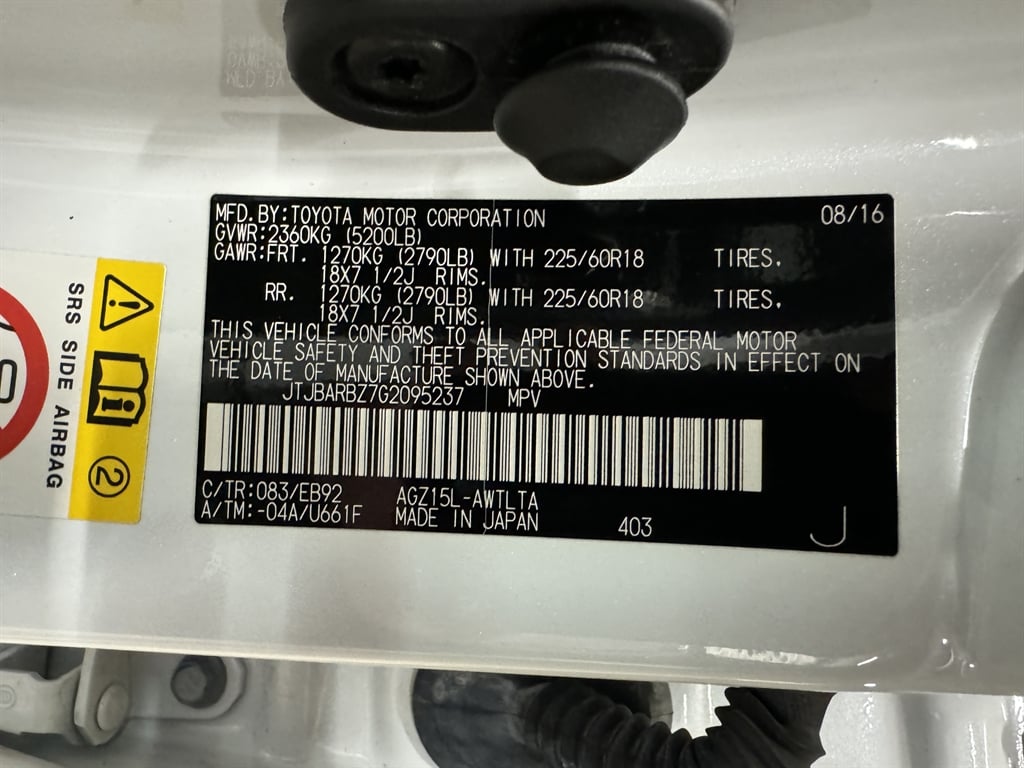 MFD.BY:TOYOTA MOTOR CORPORATION 08/16
GVWR:2360KG (5200LB)
GAWR:FRT. 1270KG (2790LB) WITH 225/60R18 TIRES.
18X7 1/2J RIMS.
RR. 1270KG (2790LB) WITH 225/60R18 TIRES.
18X7 1/2J RIMS.
THIS VEHICLE CONFORMS TO ALL APPLICABLE FEDERAL MOTOR
VEHICLE SAFETY AND THEFT PREVENTION STANDARDS IN EFFECT ON
THE DATE OF MANUFACTURE SHOWN ABOVE.
JTJBARBZ7G2095237 MPV
C/TR:083/EB92 AGZ15L-AWTLTA
A/TM:-04A/U661F MADE IN JAPAN 403 J
SRS SIDE AIRBAG
2